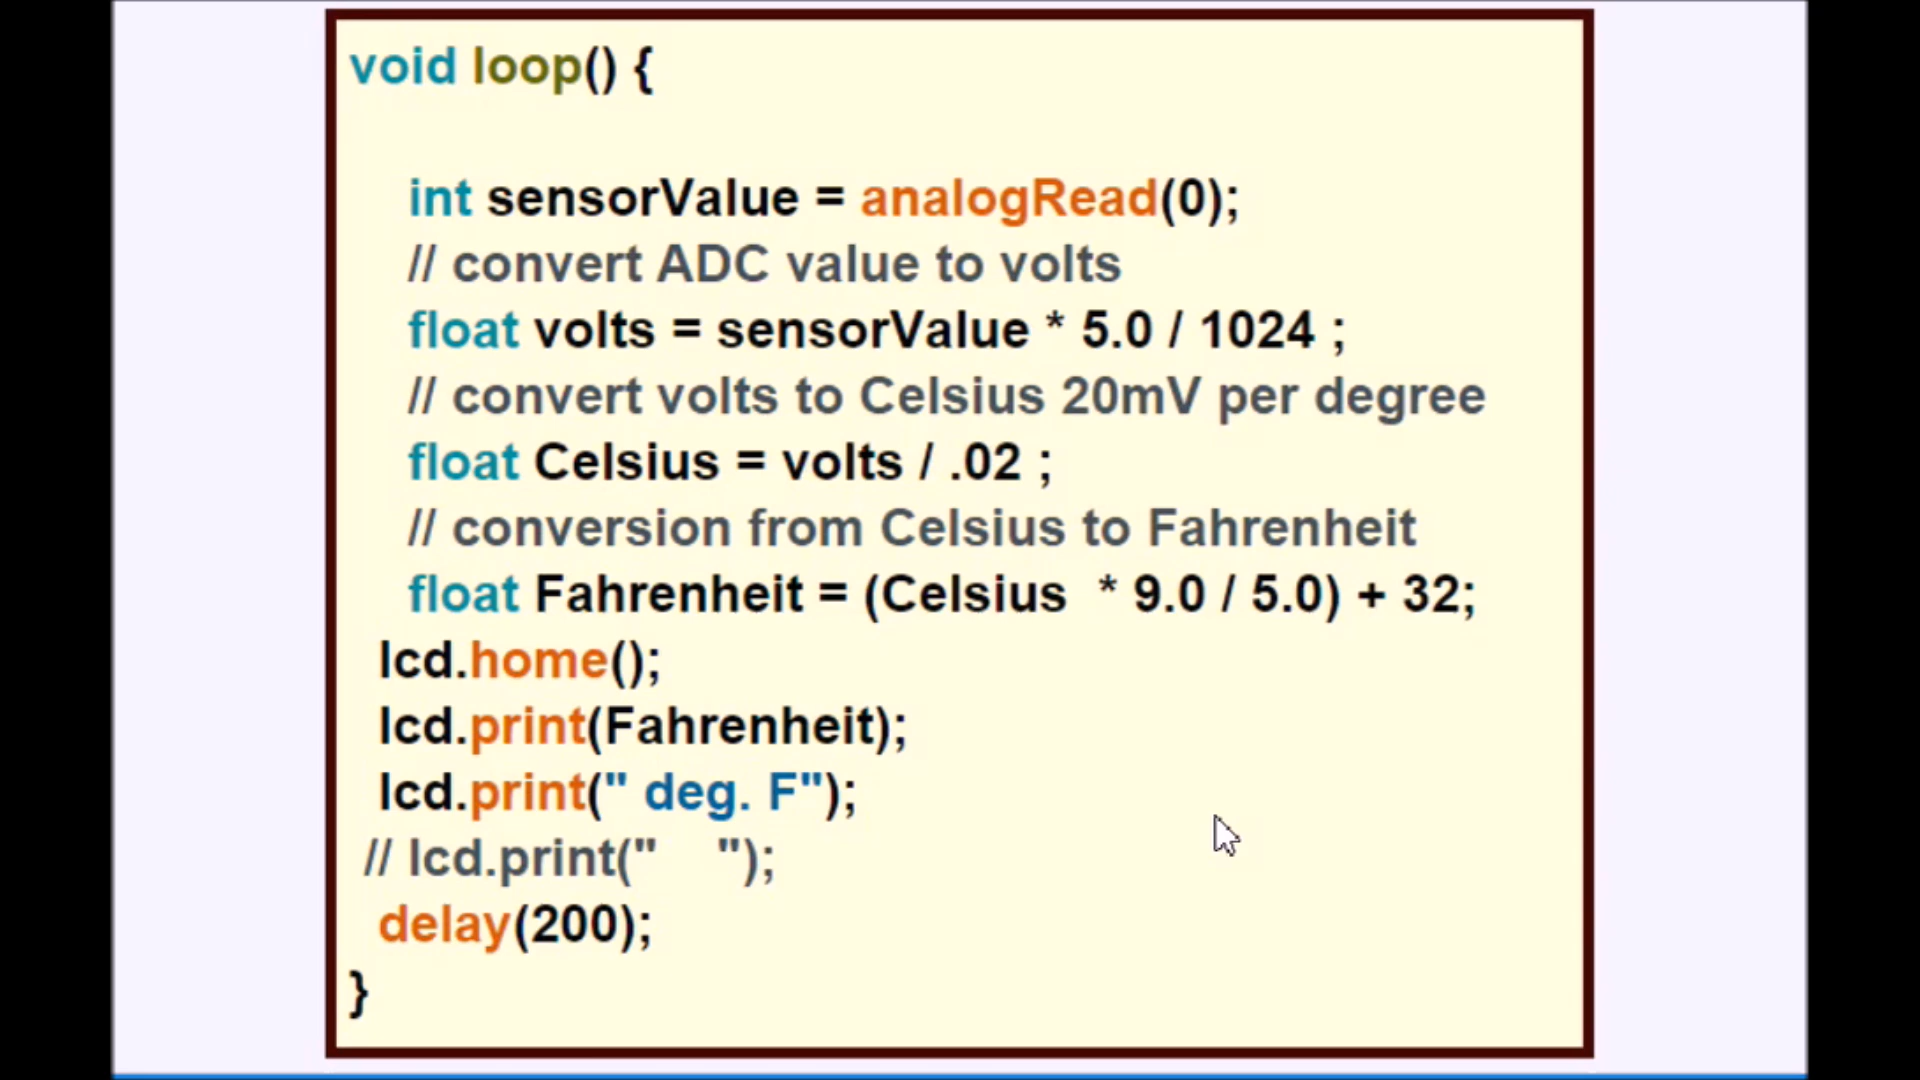 void loop() {
int sensorValue = analogRead(0);
// convert ADC value to volts
float volts = sensorValue * 5.0 / 1024 ;
// convert volts to Celsius 20mV per degree
float Celsius = volts / .02 ;
// conversion from Celsius to Fahrenheit
float Fahrenheit = (Celsius  * 9.0 / 5.0) + 32;
lcd.home();
lcd.print(Fahrenheit);
lcd.print(" deg. F");
// lcd.print("    ");
delay(200);
}